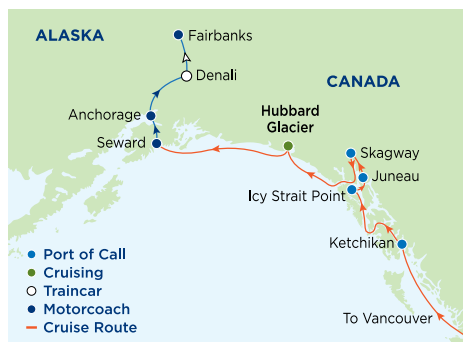 ALASKA
Fairbanks
Denali
CANADA
Anchorage
Hubbard
Glacier
Seward
Skagway
Juneau
Icy Strait Point
Ketchikan
Port of Call
Cruising
Traincar
Motorcoach
Cruise Route
To Vancouver